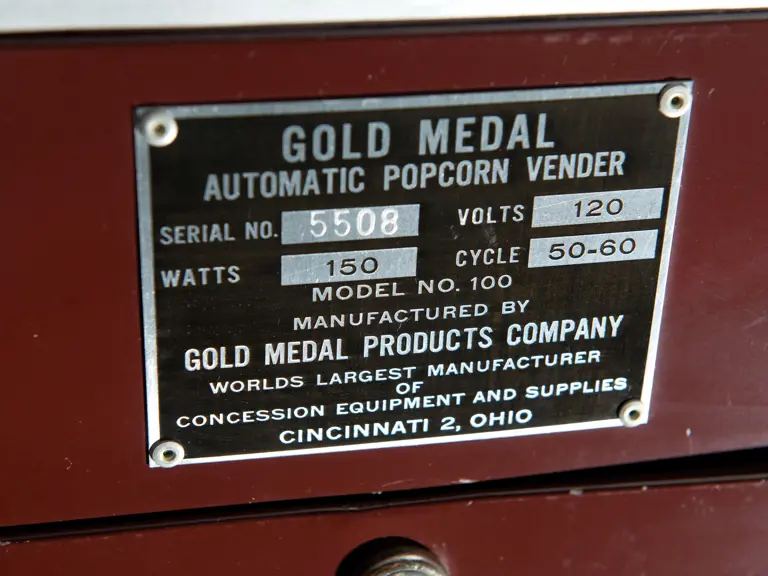 GOLD MEDAL
AUTOMATIC POPCORN VENDER
SERIAL NO. 5508 VOLTS 120
WATTS 150 CYCLE 50-60
MODEL NO. 100
MANUFACTURED BY
GOLD MEDAL PRODUCTS COMPANY
WORLDS LARGEST MANUFACTURER
OF
CONCESSION EQUIPMENT AND SUPPLIES
CINCINNATI 2, OHIO